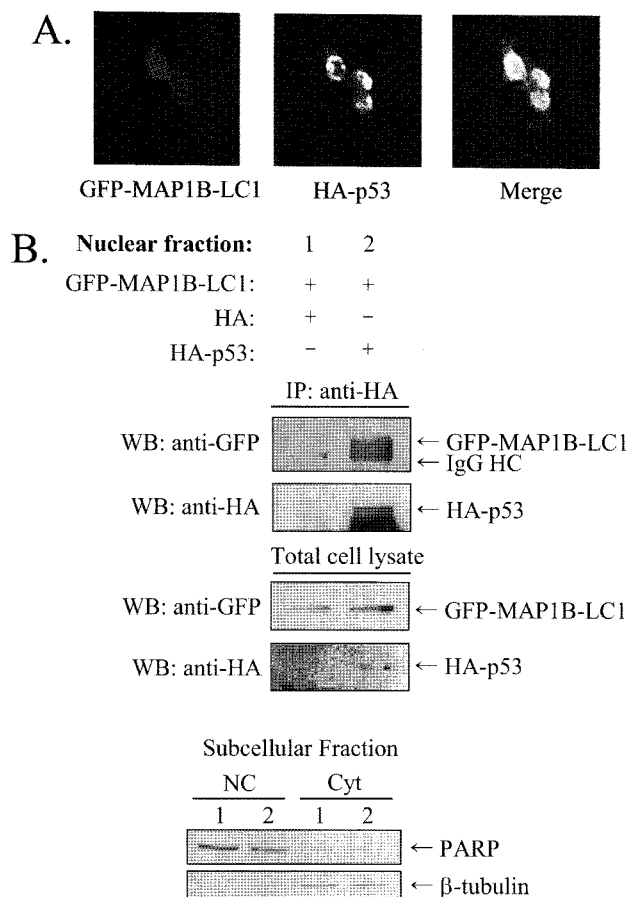 A.
GFP-MAP1B-LC1 HA-p53 Merge
B.
Nuclear fraction: 1 2
GFP-MAP1B-LC1: + +
HA: + −
HA-p53: − +
IP: anti-HA
WB: anti-GFP ← GFP-MAP1B-LC1
← IgG HC
WB: anti-HA ← HA-p53
Total cell lysate
WB: anti-GFP ← GFP-MAP1B-LC1
WB: anti-HA ← HA-p53
Subcellular Fraction
NC Cyt
1 2 1 2
← PARP
← β-tubulin